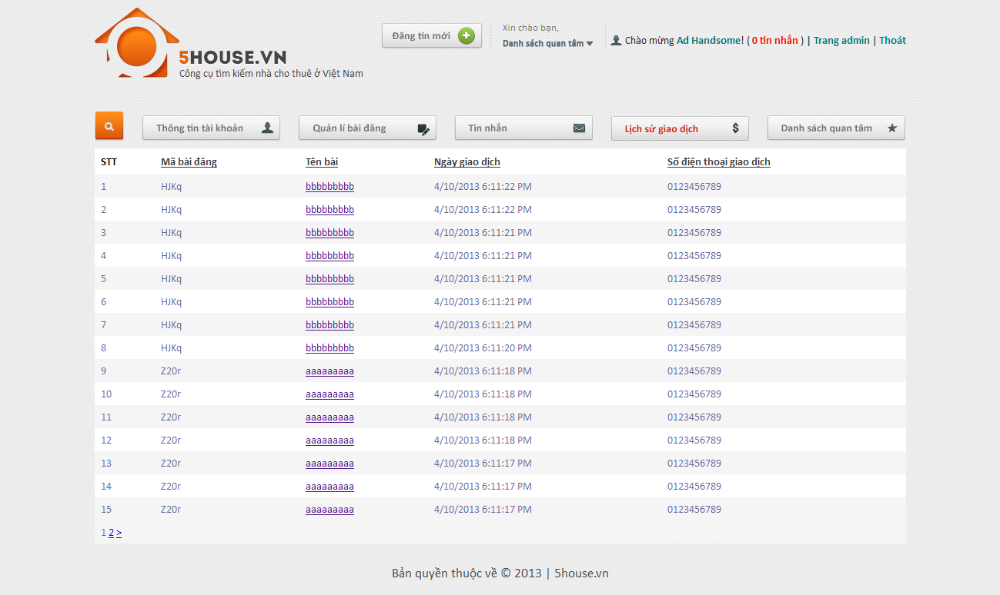 5HOUSE.VN
Công cụ tìm kiếm nhà cho thuê ở Việt Nam
Đăng tin mới
Xin chào bạn,
Danh sách quan tâm
Chào mừng Ad Handsome! ( 0 tin nhắn ) | Trang admin | Thoát
Thông tin tài khoản Quản lí bài đăng Tin nhắn Lịch sử giao dịch $ Danh sách quan tâm
STT Mã bài đăng Tên bài Ngày giao dịch Số điện thoại giao dịch
1 HJKq bbbbbbbbb 4/10/2013 6:11:22 PM 0123456789
2 HJKq bbbbbbbbb 4/10/2013 6:11:22 PM 0123456789
3 HJKq bbbbbbbbb 4/10/2013 6:11:21 PM 0123456789
4 HJKq bbbbbbbbb 4/10/2013 6:11:21 PM 0123456789
5 HJKq bbbbbbbbb 4/10/2013 6:11:21 PM 0123456789
6 HJKq bbbbbbbbb 4/10/2013 6:11:21 PM 0123456789
7 HJKq bbbbbbbbb 4/10/2013 6:11:21 PM 0123456789
8 HJKq bbbbbbbbb 4/10/2013 6:11:20 PM 0123456789
9 Z20r aaaaaaaaa 4/10/2013 6:11:18 PM 0123456789
10 Z20r aaaaaaaaa 4/10/2013 6:11:18 PM 0123456789
11 Z20r aaaaaaaaa 4/10/2013 6:11:18 PM 0123456789
12 Z20r aaaaaaaaa 4/10/2013 6:11:18 PM 0123456789
13 Z20r aaaaaaaaa 4/10/2013 6:11:17 PM 0123456789
14 Z20r aaaaaaaaa 4/10/2013 6:11:17 PM 0123456789
15 Z20r aaaaaaaaa 4/10/2013 6:11:17 PM 0123456789
1 2 >
Bản quyền thuộc về © 2013 | 5house.vn